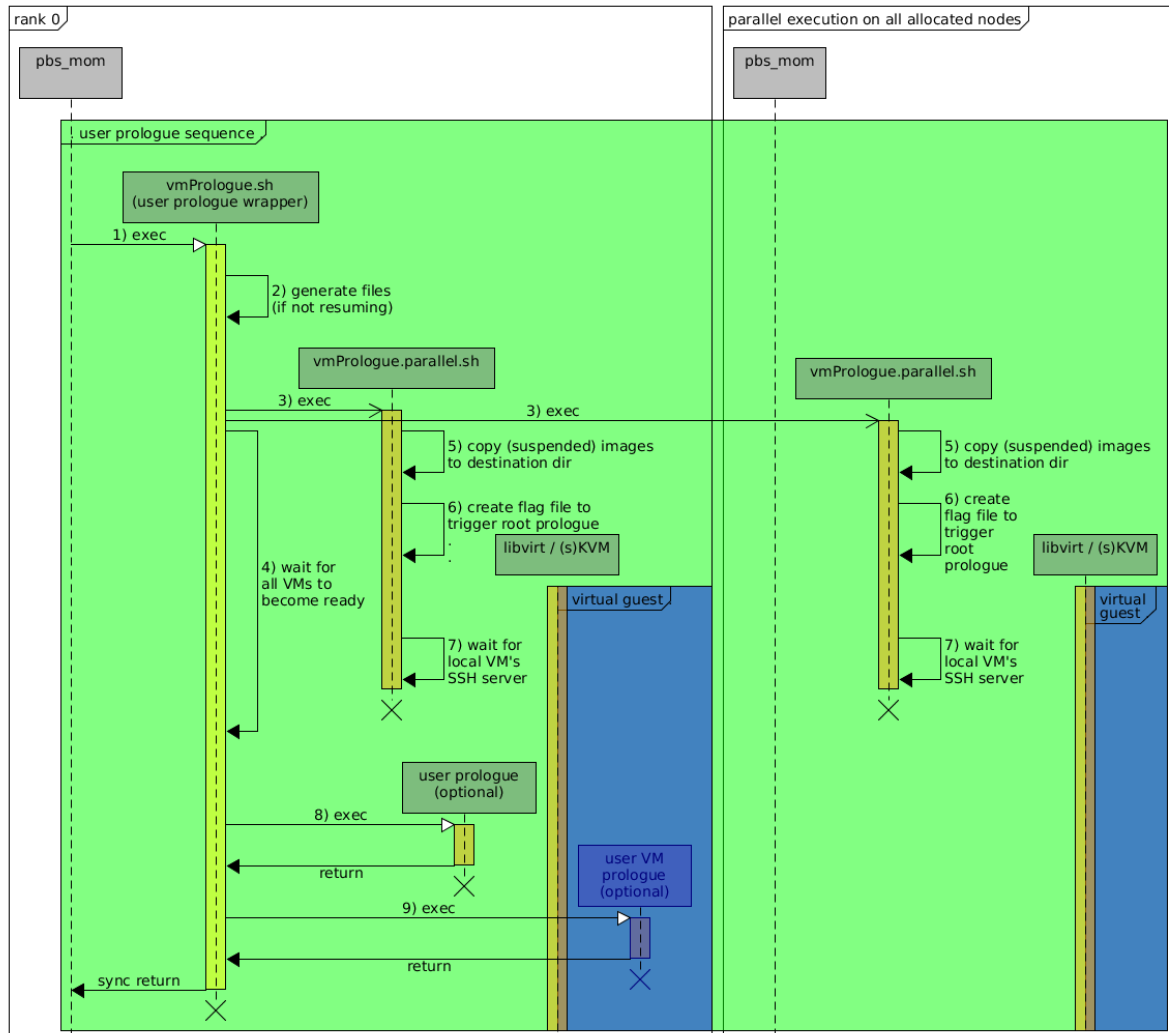 rank 0
parallel execution on all allocated nodes
pbs_mom
pbs_mom
user prologue sequence
vmPrologue.sh
(user prologue wrapper)
1) exec
2) generate files
(if not resuming)
vmPrologue.parallel.sh
vmPrologue.parallel.sh
3) exec
3) exec
5) copy (suspended) images
to destination dir
5) copy (suspended) images
to destination dir
6) create flag file to
trigger root prologue
.
.
6) create
flag file to
trigger
root
prologue
libvirt / (s)KVM
libvirt / (s)KVM
4) wait for
all VMs to
become ready
virtual guest
virtual
guest
7) wait for
local VM's
SSH server
7) wait for
local VM's
SSH server
user prologue
(optional)
8) exec
return
user VM
prologue
(optional)
9) exec
return
sync return